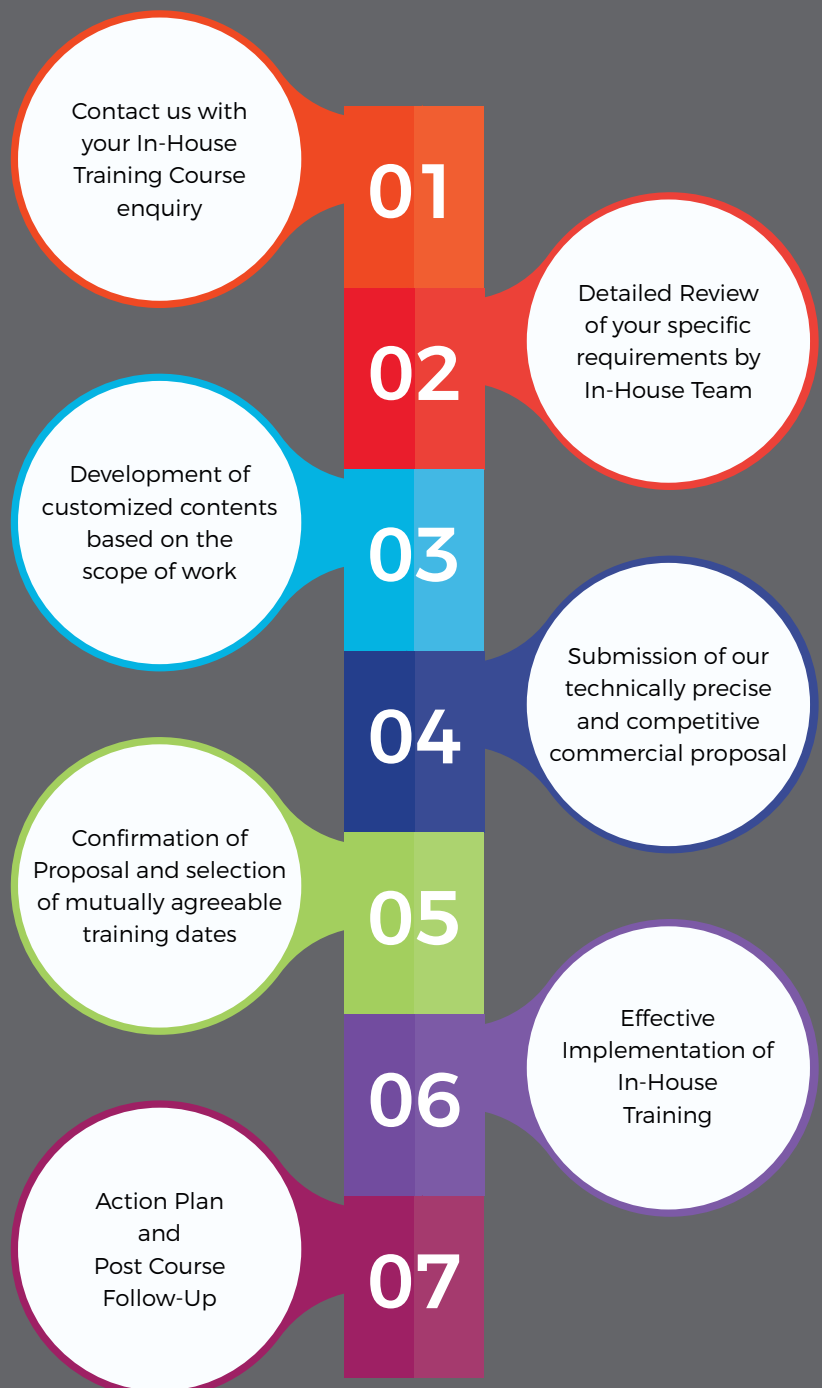 Contact us with
your In-House
Training Course
enquiry
01
Detailed Review
of your specific
requirements by
In-House Team
02
Development of
customized contents
based on the
scope of work
03
Submission of our
technically precise
and competitive
commercial proposal
04
Confirmation of
Proposal and selection
of mutually agreeable
training dates
05
Effective
Implementation of
In-House
Training
06
Action Plan
and
Post Course
Follow-Up
07